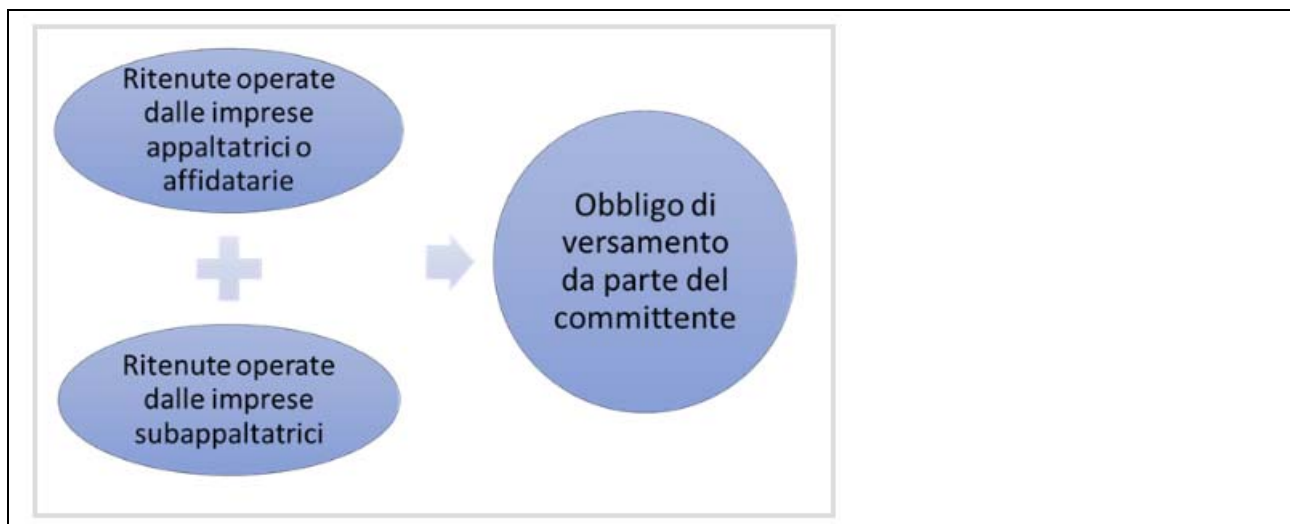 Ritenute operate
dalle imprese
appaltatrici o
affidatarie
Ritenute operate
dalle imprese
subappaltatrici
Obbligo di
versamento
da parte del
committente